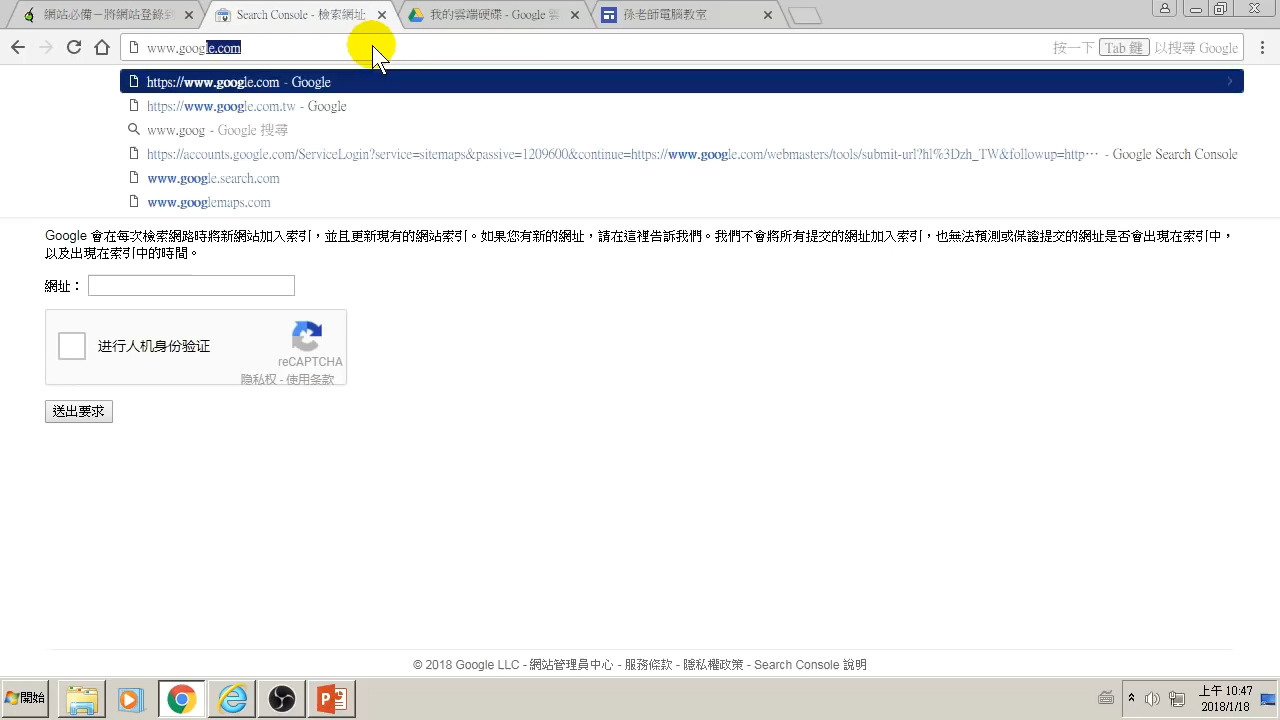 網站必備－將網站登錄到
Search Console - 檢索網址
我的雲端硬碟 - Google 雲
孫老師電腦教室
www.google.com
按一下 Tab 鍵 以搜尋 Google
https://www.google.com - Google
https://www.google.com.tw - Google
www.goog - Google 搜尋
https://accounts.google.com/ServiceLogin?service=sitemaps&passive=1209600&continue=https://www.google.com/webmasters/tools/submit-url?hl%3Dzh_TW&followup=http… - Google Search Console
www.google.search.com
www.googlemaps.com
Google 會在每次檢索網路時將新網站加入索引，並且更新現有的網站索引。如果您有新的網址，請在這裡告訴我們。我們不會將所有提交的網址加入索引，也無法預測或保證提交的網址是否會出現在索引中，
以及出現在索引中的時間。
網址：
进行人机身份验证
reCAPTCHA
隐私权 - 使用条款
送出要求
© 2018 Google LLC - 網站管理員中心 - 服務條款 - 隱私權政策 - Search Console 說明
開始
上午 10:47
2018/1/18